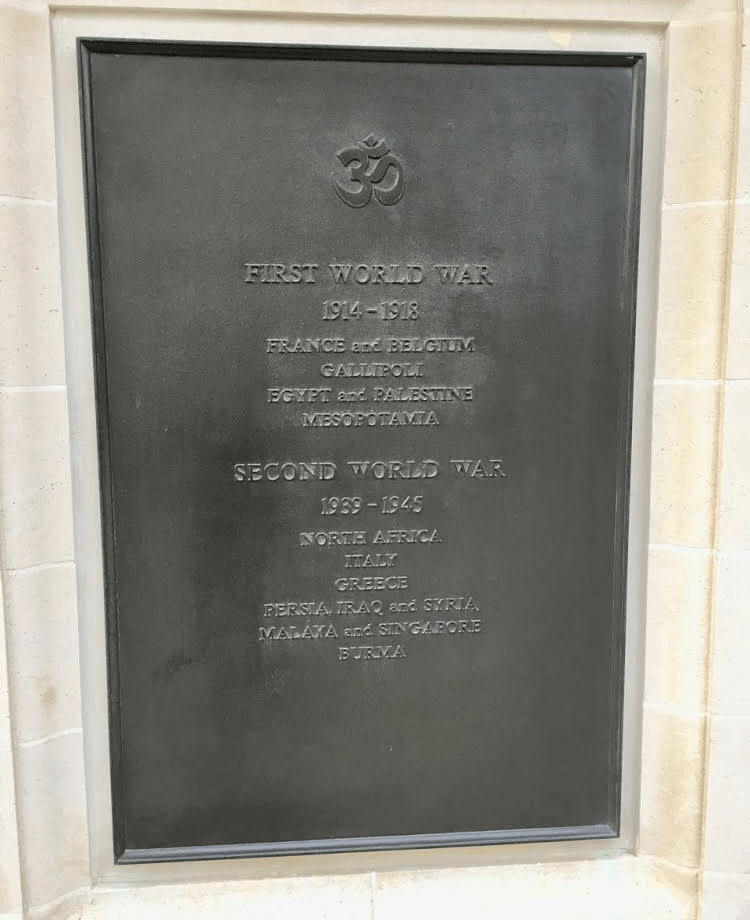 ॐ
FIRST WORLD WAR
1914-1918
FRANCE and BELGIUM
GALLIPOLI
EGYPT and PALESTINE
MESOPOTAMIA
SECOND WORLD WAR
1939-1945
NORTH AFRICA
ITALY
GREECE
PERSIA, IRAQ and SYRIA
MALAYA and SINGAPORE
BURMA